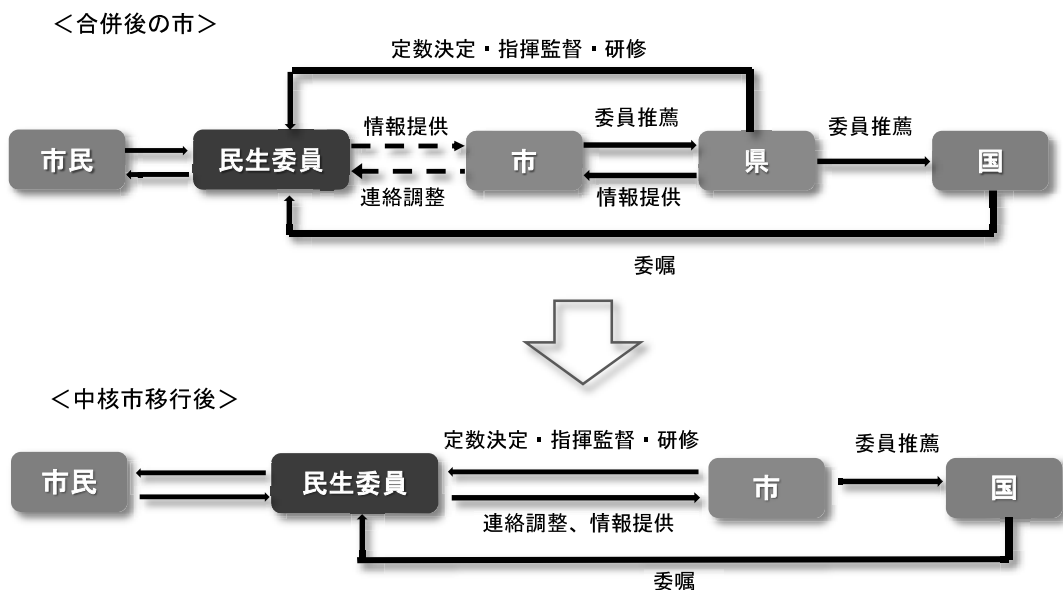 ＜合併後の市＞
定数決定・指揮監督・研修
市民
民生委員
情報提供
連絡調整
市
委員推薦
情報提供
県
委員推薦
国
委嘱
＜中核市移行後＞
市民
民生委員
定数決定・指揮監督・研修
連絡調整、情報提供
市
委員推薦
国
委嘱